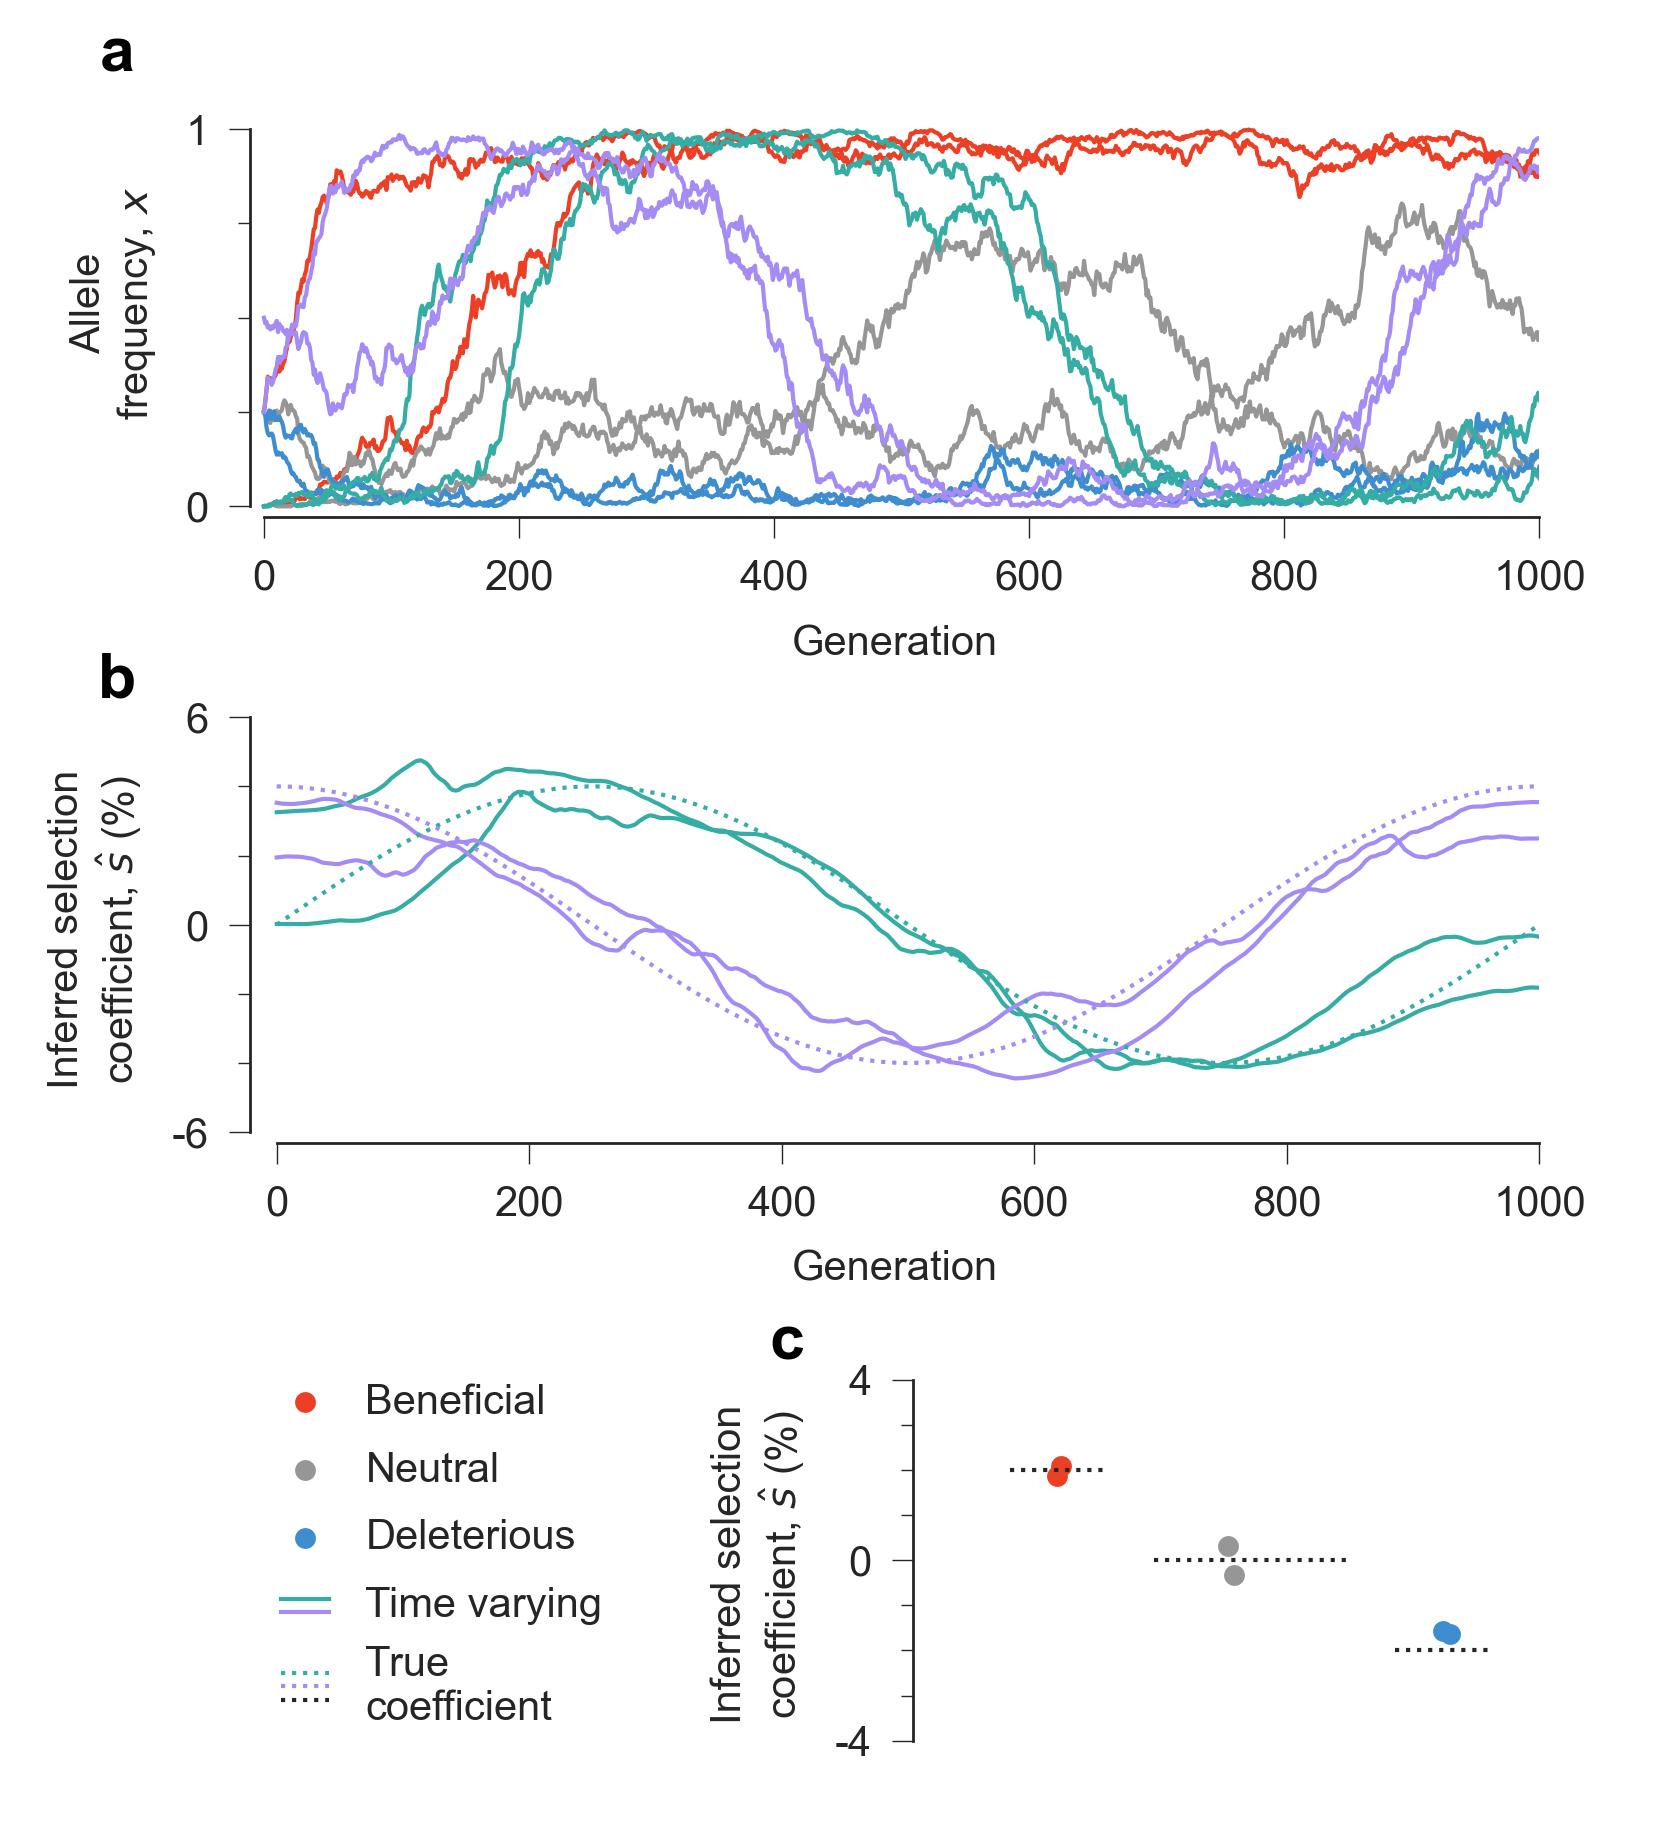 a
1
0
Allele
frequency, x
0 200 400 600 800 1000
Generation
b
6
0
-6
Inferred selection
coefficient, ŝ (%)
0 200 400 600 800 1000
Generation
Beneficial
Neutral
Deleterious
Time varying
True
coefficient
c
4
0
-4
Inferred selection
coefficient, ŝ (%)